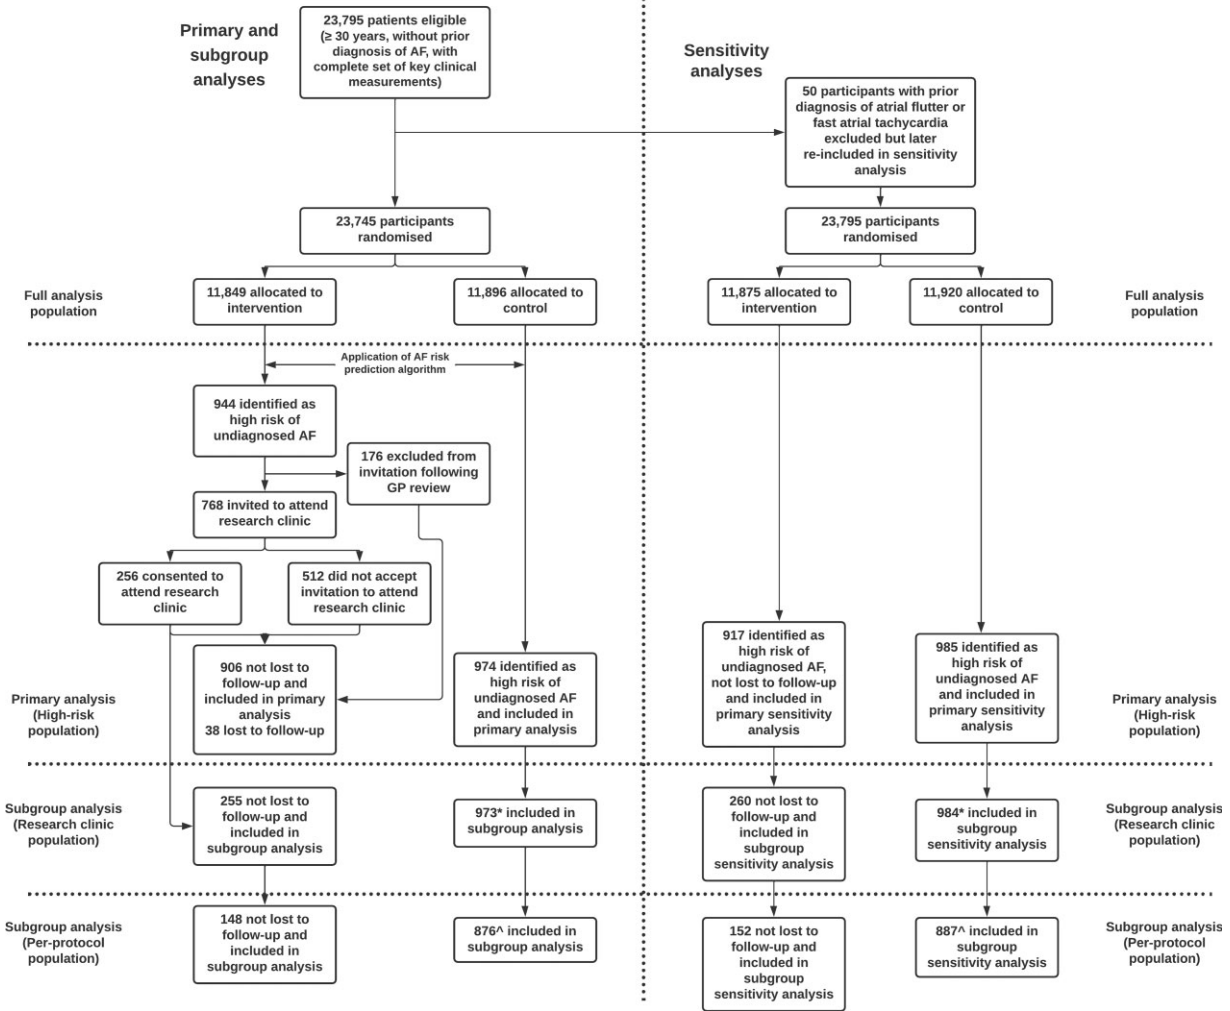 Primary and
subgroup
analyses
23,795 patients eligible
(≥ 30 years, without prior
diagnosis of AF, with
complete set of key clinical
measurements)
Sensitivity
analyses
50 participants with prior
diagnosis of atrial flutter or
fast atrial tachycardia
excluded but later
re-included in sensitivity
analysis
23,745 participants
randomised
23,795 participants
randomised
Full analysis
population
11,849 allocated to
intervention
11,896 allocated to
control
11,875 allocated to
intervention
11,920 allocated to
control
Full analysis
population
Application of AF risk
prediction algorithm
944 identified as
high risk of
undiagnosed AF
176 excluded from
invitation following
GP review
768 invited to attend
research clinic
256 consented to
attend research
clinic
512 did not accept
invitation to attend
research clinic
Primary analysis
(High-risk
population)
906 not lost to
follow-up and
included in primary
analysis
38 lost to follow-up
974 identified as
high risk of
undiagnosed AF
and included in
primary analysis
917 identified as
high risk of
undiagnosed AF,
not lost to follow-up
and included in
primary sensitivity
analysis
985 identified as
high risk of
undiagnosed AF
and included in
primary sensitivity
analysis
Primary analysis
(High-risk
population)
Subgroup analysis
(Research clinic
population)
255 not lost to
follow-up and
included in
subgroup analysis
973* included in
subgroup analysis
260 not lost to
follow-up and
included in
subgroup
sensitivity analysis
984* included in
subgroup
sensitivity analysis
Subgroup analysis
(Research clinic
population)
Subgroup analysis
(Per-protocol
population)
148 not lost to
follow-up and
included in
subgroup analysis
876^ included in
subgroup analysis
152 not lost to
follow-up and
included in
subgroup
sensitivity analysis
887^ included in
subgroup
sensitivity analysis
Subgroup analysis
(Per-protocol
population)